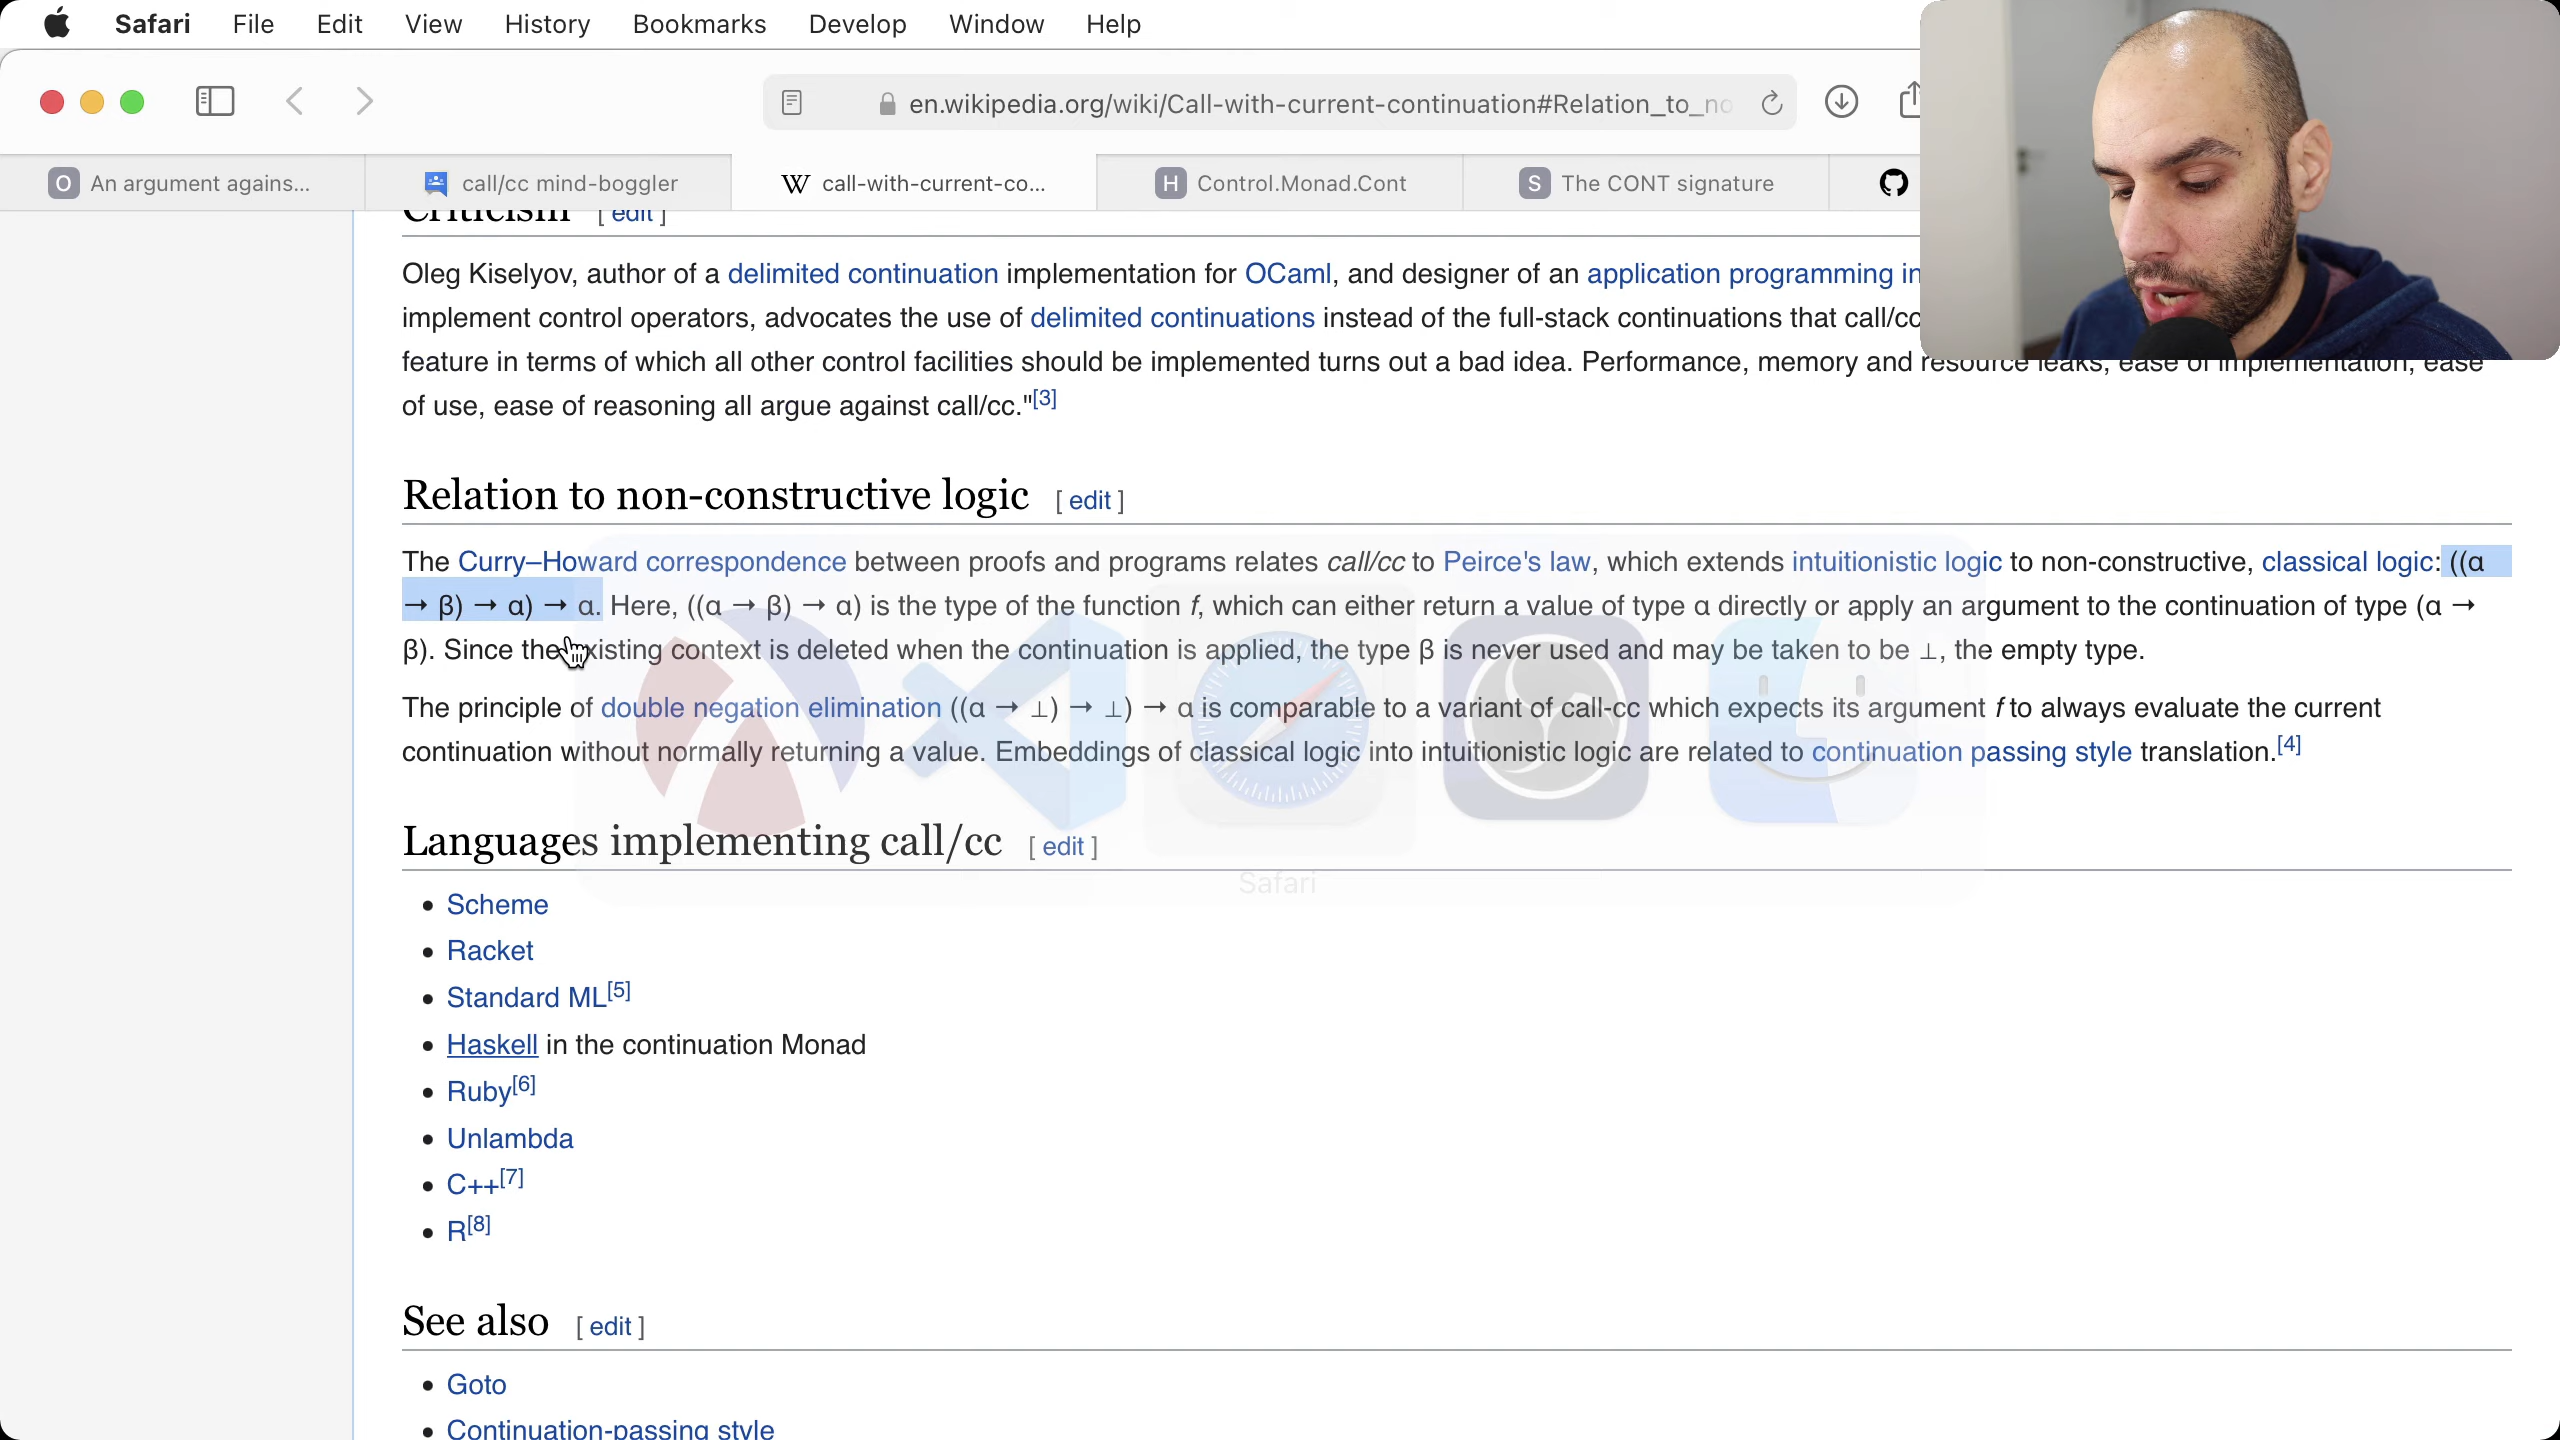 Safari File Edit View History Bookmarks Develop Window Help
en.wikipedia.org/wiki/Call-with-current-continuation#Relation_to_no
O An argument agains... call/cc mind-boggler W call-with-current-co... H Control.Monad.Cont S The CONT signature
Criticism [ edit ]
Oleg Kiselyov, author of a delimited continuation implementation for OCaml, and designer of an application programming in
implement control operators, advocates the use of delimited continuations instead of the full-stack continuations that call/cc
feature in terms of which all other control facilities should be implemented turns out a bad idea. Performance, memory and resource leaks, ease of implementation, ease
of use, ease of reasoning all argue against call/cc."[3]
Relation to non-constructive logic [ edit ]
The Curry–Howard correspondence between proofs and programs relates call/cc to Peirce's law, which extends intuitionistic logic to non-constructive, classical logic: ((α
→ β) → α) → α. Here, ((α → β) → α) is the type of the function f, which can either return a value of type α directly or apply an argument to the continuation of type (α →
β). Since the existing context is deleted when the continuation is applied, the type β is never used and may be taken to be ⊥, the empty type.
The principle of double negation elimination ((α → ⊥) → ⊥) → α is comparable to a variant of call-cc which expects its argument f to always evaluate the current
continuation without normally returning a value. Embeddings of classical logic into intuitionistic logic are related to continuation passing style translation.[4]
Languages implementing call/cc [ edit ]
Safari
• Scheme
• Racket
• Standard ML[5]
• Haskell in the continuation Monad
• Ruby[6]
• Unlambda
• C++[7]
• R[8]
See also [ edit ]
• Goto
• Continuation-passing style